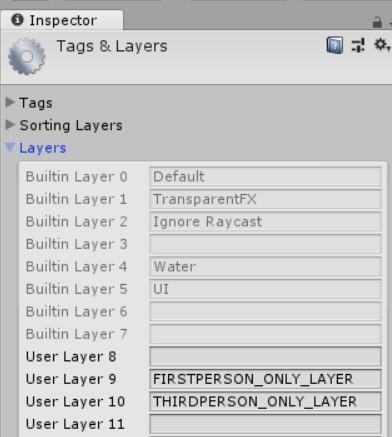 Inspector
Tags & Layers
Tags
Sorting Layers
Layers
Builtin Layer 0 Default
Builtin Layer 1 TransparentFX
Builtin Layer 2 Ignore Raycast
Builtin Layer 3
Builtin Layer 4 Water
Builtin Layer 5 UI
Builtin Layer 6
Builtin Layer 7
User Layer 8
User Layer 9 FIRSTPERSON_ONLY_LAYER
User Layer 10 THIRDPERSON_ONLY_LAYER
User Layer 11